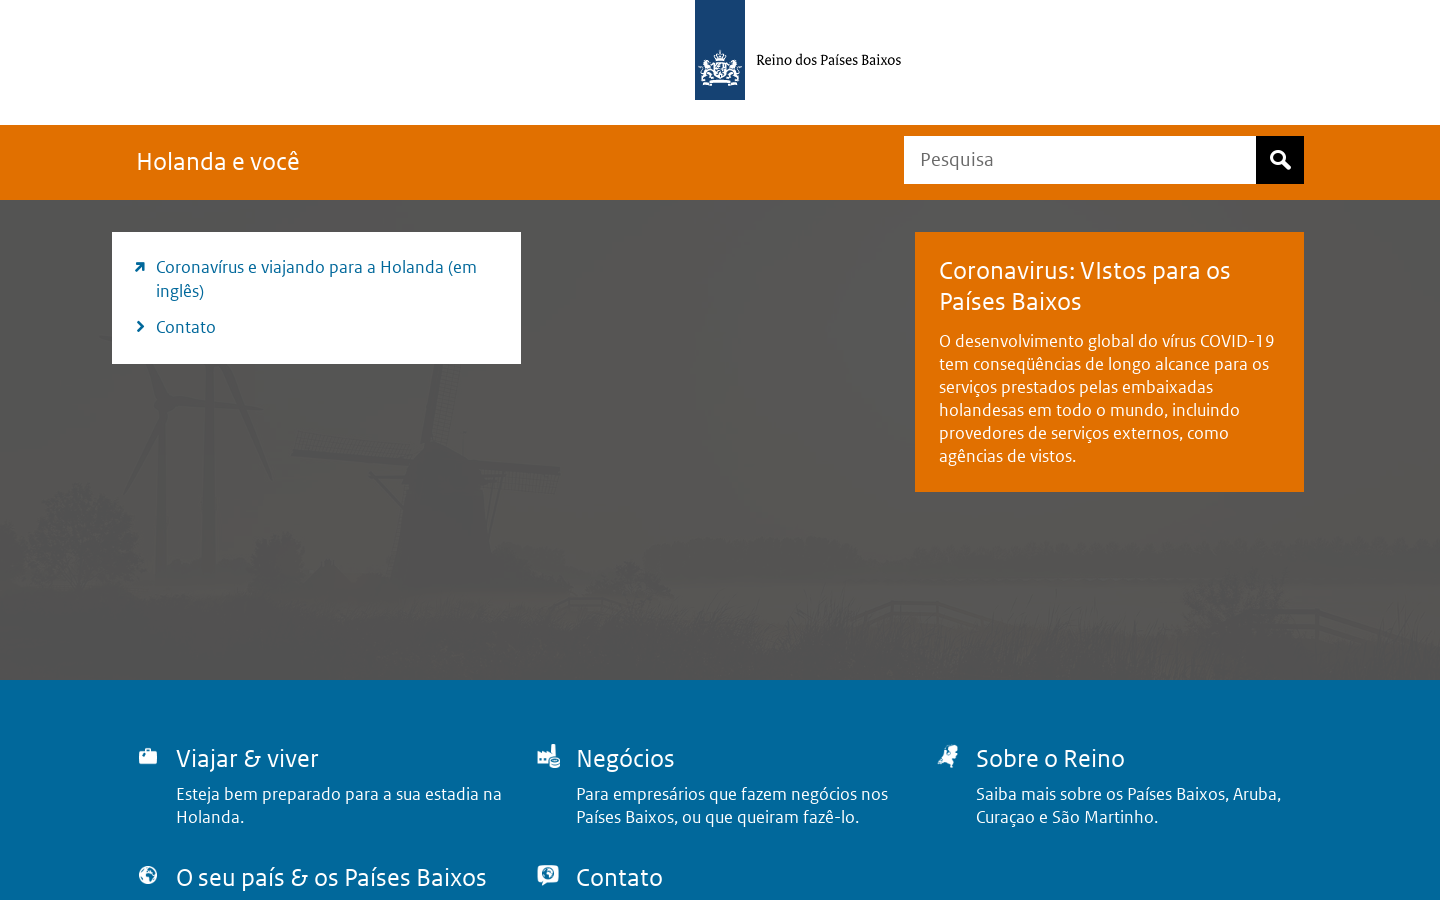 Reino dos Países Baixos
Holanda e você
Pesquisa
Coronavírus e viajando para a Holanda (em
inglês)
Contato
Coronavirus: VIstos para os
Países Baixos
O desenvolvimento global do vírus COVID-19
tem conseqüências de longo alcance para os
serviços prestados pelas embaixadas
holandesas em todo o mundo, incluindo
provedores de serviços externos, como
agências de vistos.
Viajar & viver
Esteja bem preparado para a sua estadia na
Holanda.
Negócios
Para empresários que fazem negócios nos
Países Baixos, ou que queiram fazê-lo.
Sobre o Reino
Saiba mais sobre os Países Baixos, Aruba,
Curaçao e São Martinho.
O seu país & os Países Baixos
Contato